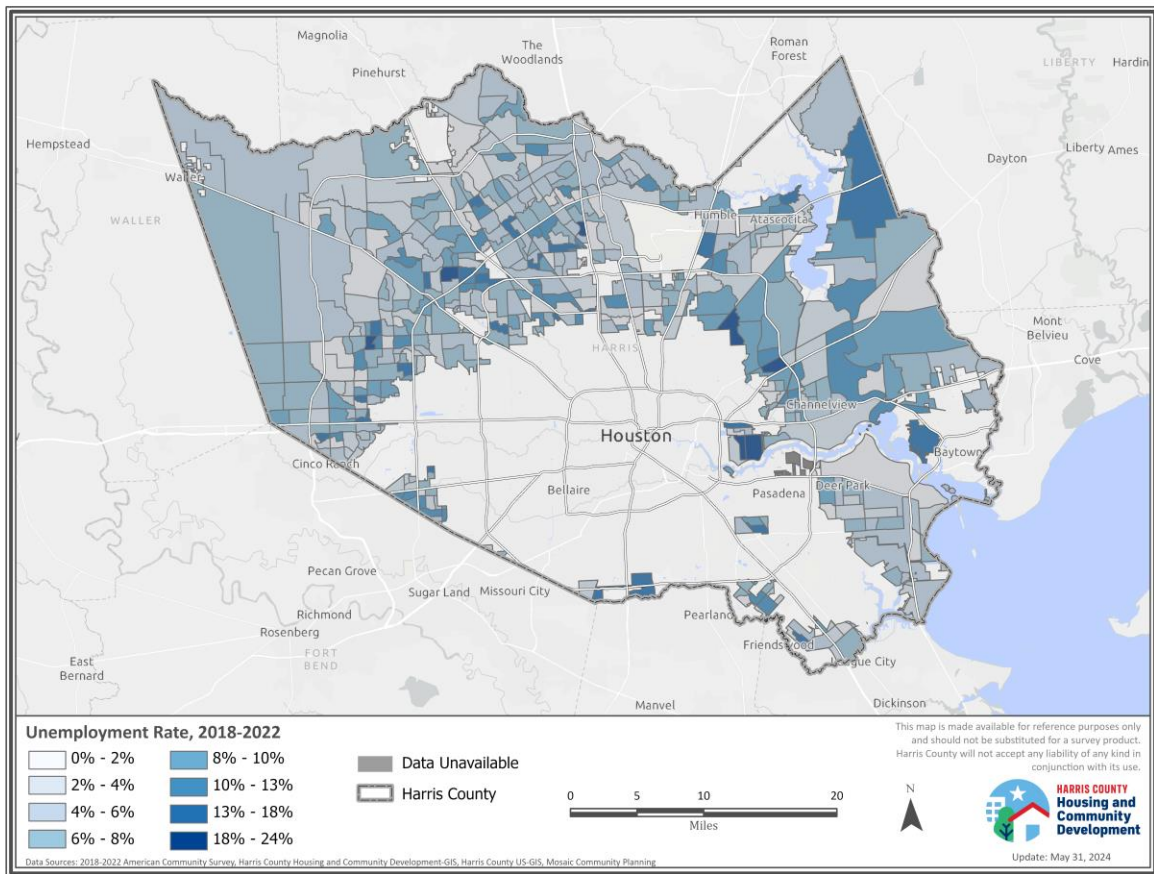 Magnolia
The
Woodlands
Roman
Forest
LIBERTY
Hardin
Pinehurst
Hempstead
Dayton
Liberty Ames
Waller
WALLER
Humble
Atascocita
Mont
Belvieu
HARRIS
Cove
Channelview
Houston
Cinco Ranch
Baytown
Bellaire
Pasadena
Deer Park
Pecan Grove
Sugar Land
Missouri City
Richmond
Pearland
Rosenberg
Friendswood
FORT
BEND
League City
East
Bernard
Manvel
Dickinson
Unemployment Rate, 2018-2022
0% - 2%
2% - 4%
4% - 6%
6% - 8%
8% - 10%
10% - 13%
13% - 18%
18% - 24%
Data Unavailable
Harris County
0 5 10 20
Miles
N
This map is made available for reference purposes only
and should not be substituted for a survey product.
Harris County will not accept any liability of any kind in
conjunction with its use.
HARRIS COUNTY
Housing and
Community
Development
Update: May 31, 2024
Data Sources: 2018-2022 American Community Survey, Harris County Housing and Community Development-GIS, Harris County US-GIS, Mosaic Community Planning